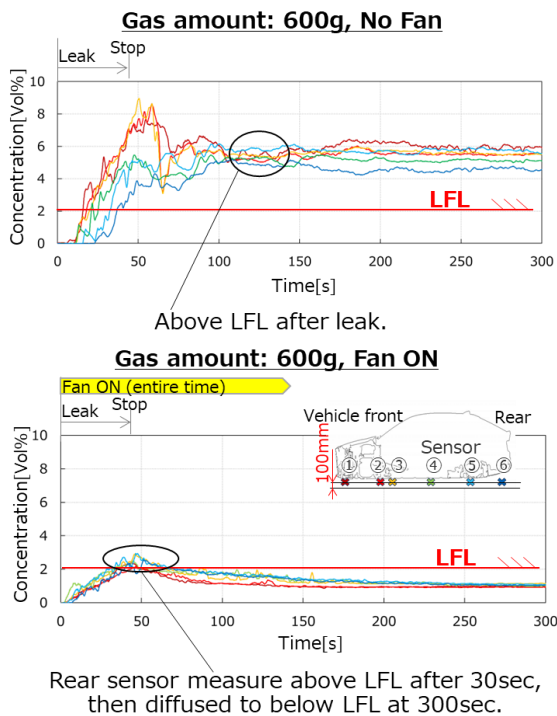 Gas amount: 600g, No Fan
Stop
Leak
10
8
6
4
2
0
Concentration[Vol%]
LFL
0 50 100 150 200 250 300
Time[s]
Above LFL after leak.
Gas amount: 600g, Fan ON
Fan ON (entire time)
Leak Stop
Vehicle front Rear
Sensor
100mm
① ② ③ ④ ⑤ ⑥
10
8
6
4
2
0
Concentration[Vol%]
LFL
0 50 100 150 200 250 300
Time[s]
Rear sensor measure above LFL after 30sec,
then diffused to below LFL at 300sec.